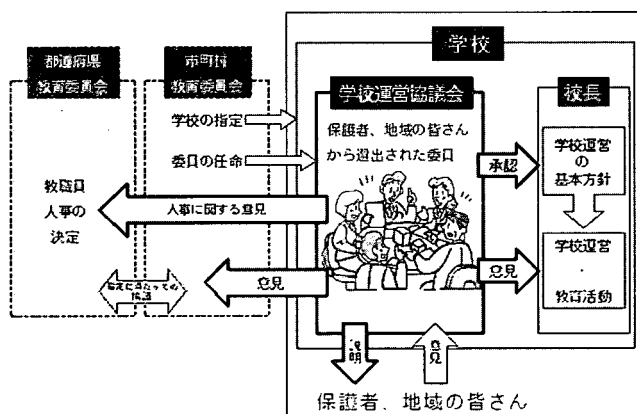 学校
都道府県
教育委員会
市町村
教育委員会
学校運営協議会
校長
学校の指定
保護者、地域の皆さん
から選出された委員
委員の任命
承認
学校運営
の
基本方針
教職員
人事の
決定
人事に関する意見
意見
意見
学校運営
・
教育活動
協議
説明
意見
保護者、地域の皆さん